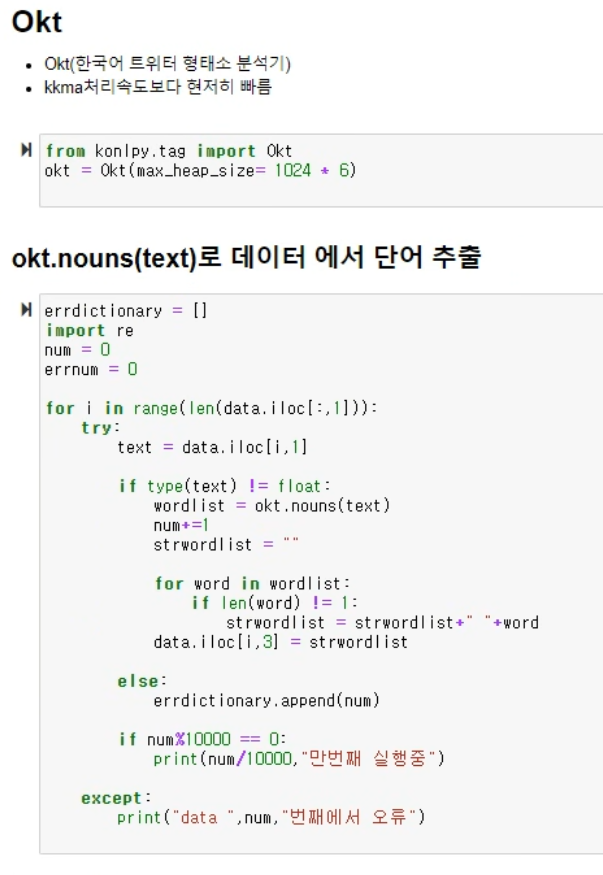 Okt
• Okt(한국어 트위터 형태소 분석기)
• kkma처리속도보다 현저히 빠름
from konlpy.tag import Okt
okt = Okt(max_heap_size= 1024 * 6)
okt.nouns(text)로 데이터 에서 단어 추출
errdictionary = []
import re
num = 0
errnum = 0
for i in range(len(data.iloc[:,1])):
    try:
        text = data.iloc[i,1]
        if type(text) != float:
            wordlist = okt.nouns(text)
            num+=1
            strwordlist = ""
            for word in wordlist:
                if len(word) != 1:
                    strwordlist = strwordlist+" "+word
            data.iloc[i,3] = strwordlist
        else:
            errdictionary.append(num)
        if num%10000 == 0:
            print(num/10000,"만번째 실행중")
    except:
        print("data ",num,"번째에서 오류")